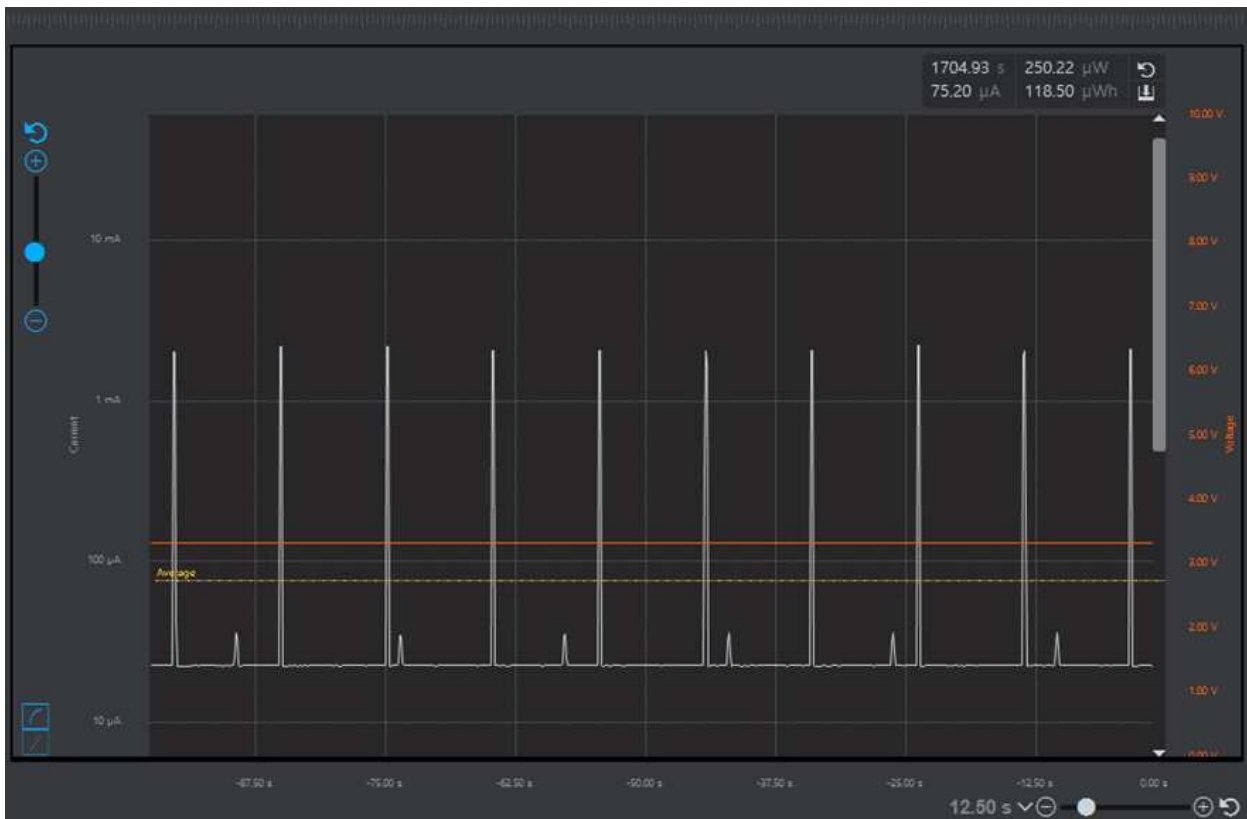 1704.93 s 250.22 µW
75.20 µA 118.50 µWh
10.00 V
9.00 V
10 mA
8.00 V
7.00 V
6.00 V
1 mA
Current
5.00 V
Voltage
4.00 V
100 µA
3.00 V
Average
2.00 V
1.00 V
10 µA
0.00 V
-87.50 s -75.00 s -62.50 s -50.00 s -37.50 s -25.00 s -12.50 s 0.00 s
12.50 s